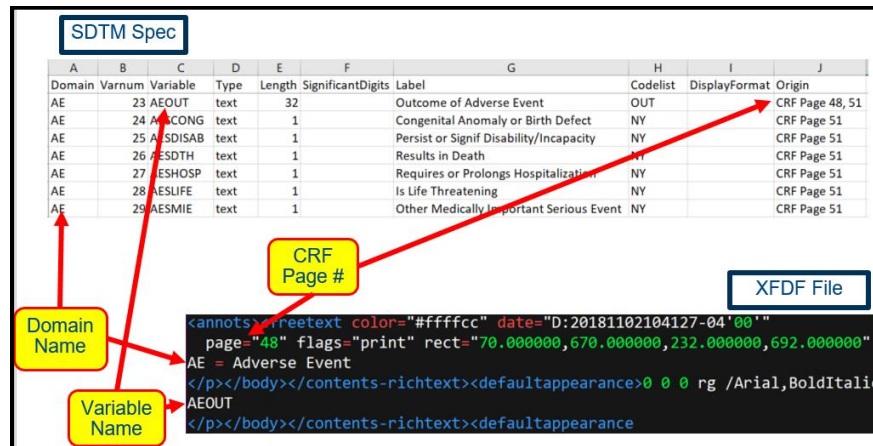 SDTM Spec
A B C D E F G H I J
Domain Varnum Variable Type Length SignificantDigits Label Codelist DisplayFormat Origin
AE 23 AEOUT text 32 Outcome of Adverse Event OUT CRF Page 48, 51
AE 24 text 1 Congenital Anomaly or Birth Defect NY CRF Page 51
AE 25 AESDISAB text 1 Persist or Signif Disability/Incapacity NY CRF Page 51
AE 26 AESDTH text 1 Results in Death NY CRF Page 51
AE 27 AESHOSP text 1 Requires or Prolongs Hospitalization NY CRF Page 51
AE 28 AESLIFE text 1 Is Life Threatening NY CRF Page 51
AE 29 AESMIE text 1 Other Medically Important Serious Event NY CRF Page 51
CRF
Page #
XFDF File
Domain
Name
Variable
Name
<annots><freetext color="#ffffcc" date="D:20181102104127-04'00'"
page="48" flags="print" rect="70.000000,670.000000,232.000000,692.000000"
AE = Adverse Event
</p></body></contents-richtext><defaultappearance>0 0 0 rg /Arial,BoldItali
AEOUT
</p></body></contents-richtext><defaultappearance